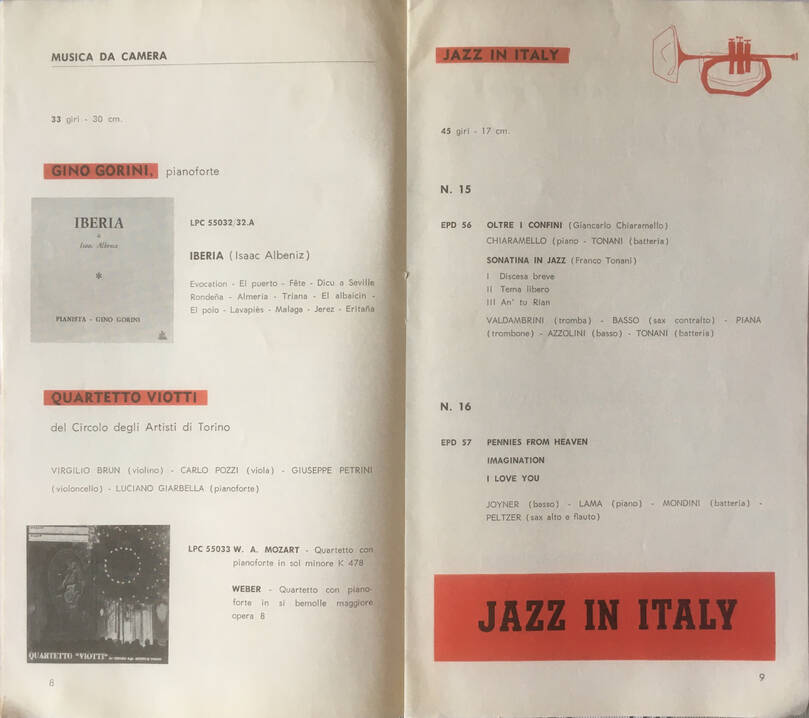 MUSICA DA CAMERA
33 giri - 30 cm.
GINO GORINI, pianoforte
IBERIA
Isaac Albeniz
*
PIANISTA - GINO GORINI
LPC 55032/32.A
IBERIA (Isaac Albeniz)
Evocation - El puerto - Fête - Dicu a Seville
Rondeña - Almeria - Triana - El albaicin -
El polo - Lavapiès - Malaga - Jerez - Eritaña
QUARTETTO VIOTTI
del Circolo degli Artisti di Torino
VIRGILIO BRUN (violino) - CARLO POZZI (viola) - GIUSEPPE PETRINI
(violoncello) - LUCIANO GIARBELLA (pianoforte)
QUARTETTO "VIOTTI"
LPC 55033 W. A. MOZART - Quartetto con
pianoforte in sol minore K 478
WEBER - Quartetto con piano-
forte in si bemolle maggiore
opera 8
8
JAZZ IN ITALY
45 giri - 17 cm.
N. 15
EPD 56 OLTRE I CONFINI (Giancarlo Chiaramello)
CHIARAMELLO (piano - TONANI (batteria)
SONATINA IN JAZZ (Franco Tonani)
I Discesa breve
II Tema libero
III An' tu Rlan
VALDAMBRINI (tromba) - BASSO (sax contralto) - PIANA
(trombone) - AZZOLINI (basso) - TONANI (batteria)
N. 16
EPD 57 PENNIES FROM HEAVEN
IMAGINATION
I LOVE YOU
JOYNER (basso) - LAMA (piano) - MONDINI (batteria) -
PELTZER (sax alto e flauto)
JAZZ IN ITALY
9